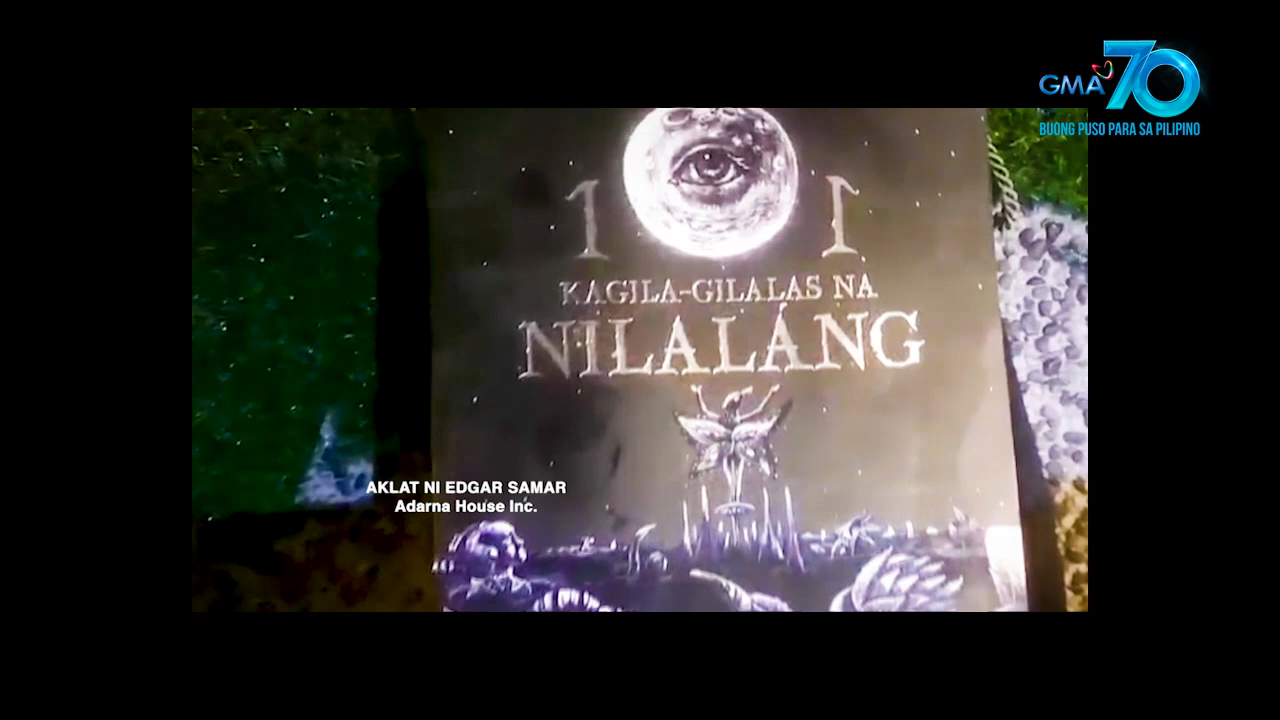 GMA 70
BUONG PUSO PARA SA PILIPINO
1 1
KAGILA-GILALAS NA
NILALANG
AKLAT NI EDGAR SAMAR
Adarna House Inc.